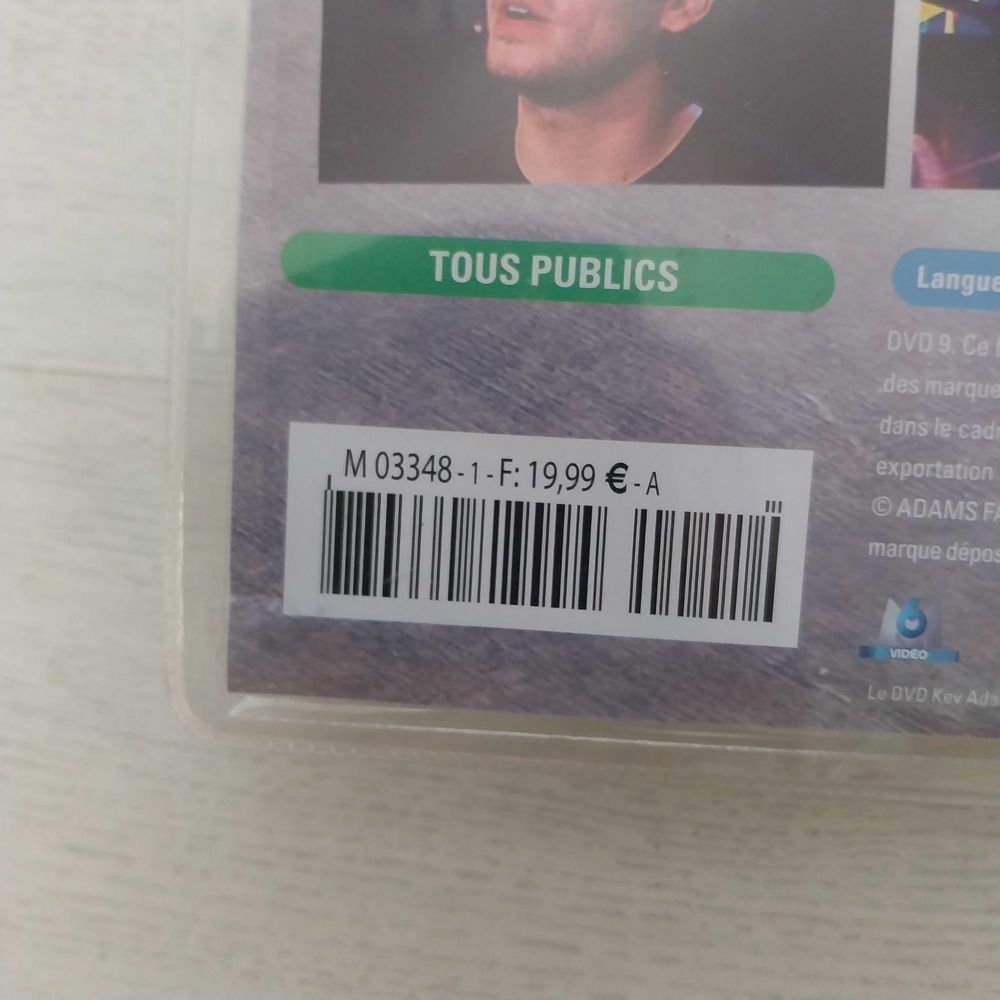 TOUS PUBLICS
Langue
DVD 9. Ce
des marque
dans le cadr
exportation
© ADAMS FA
marque dépos
M 03348 - 1 - F: 19,99 € - A
6
VIDEO
Le DVD Kev Ada